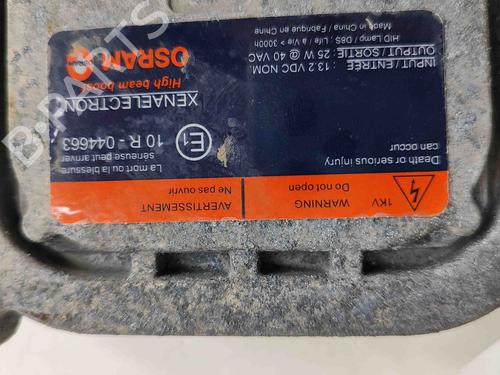 OSRAM
High beam boost
XENAELECTRON
INPUT / ENTRÉE : 13.2 VDC NOM.
OUTPUT / SORTIE : 25 W @ 40 VAC
HID Lamp / D8S / Life / à Vie > 3000h
Made in China / Fabriqué en Chine
E1
10 R - 044663
Death or serious injury
can occur
La mort ou la blessure
sérieuse peut arriver
1KV
WARNING
Do not open
AVERTISSEMENT
Ne pas ouvrir
B-PARTS